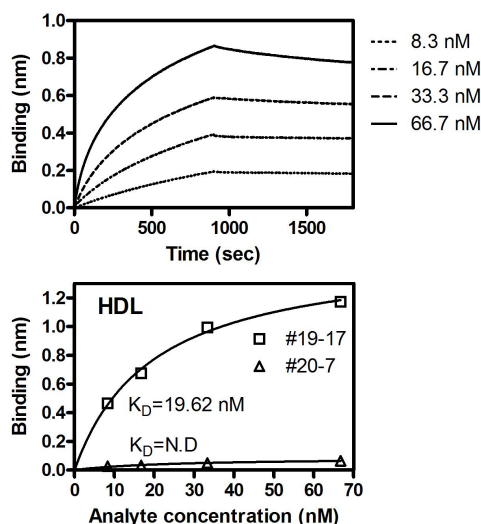 1.0
0.8
0.6
0.4
0.2
0.0
Binding (nm)
0 500 1000 1500
Time (sec)
8.3 nM
16.7 nM
33.3 nM
66.7 nM
HDL
1.2
1.0
0.8
0.6
0.4
0.2
0.0
Binding (nm)
#19-17
#20-7
KD=19.62 nM
KD=N.D
0 10 20 30 40 50 60 70
Analyte concentration (nM)